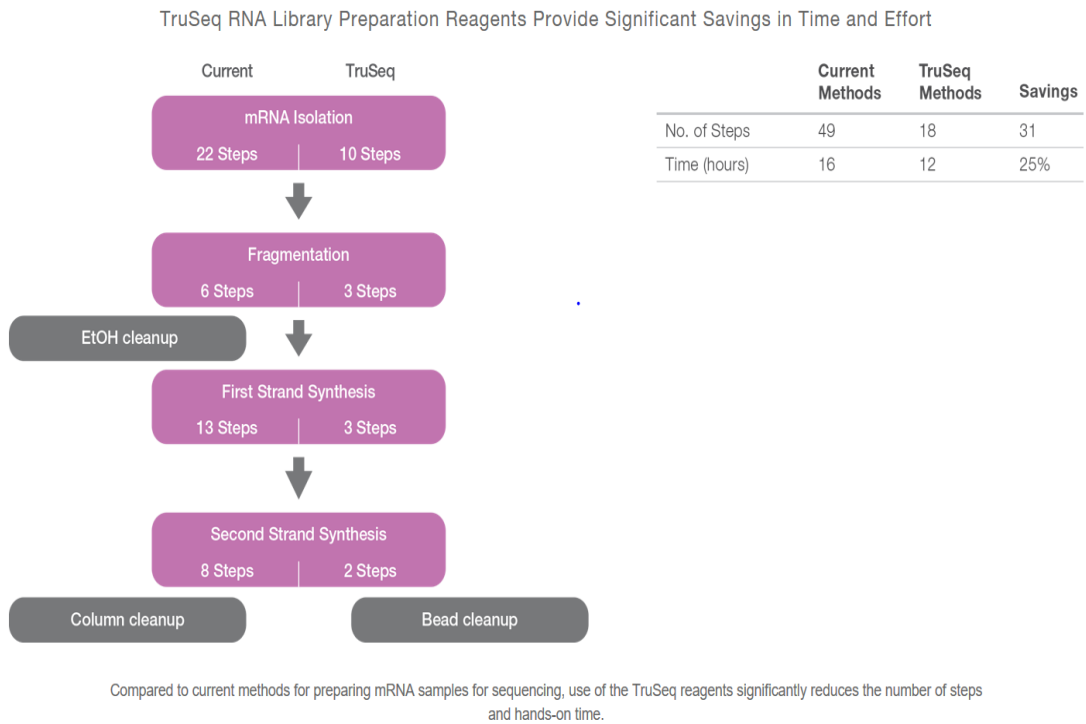 TruSeq RNA Library Preparation Reagents Provide Significant Savings in Time and Effort
Current TruSeq
mRNA Isolation
22 Steps 10 Steps
Fragmentation
6 Steps 3 Steps
EtOH cleanup
First Strand Synthesis
13 Steps 3 Steps
Second Strand Synthesis
8 Steps 2 Steps
Column cleanup Bead cleanup
Current Methods TruSeq Methods Savings
No. of Steps 49 18 31
Time (hours) 16 12 25%
Compared to current methods for preparing mRNA samples for sequencing, use of the TruSeq reagents significantly reduces the number of steps
and hands-on time.